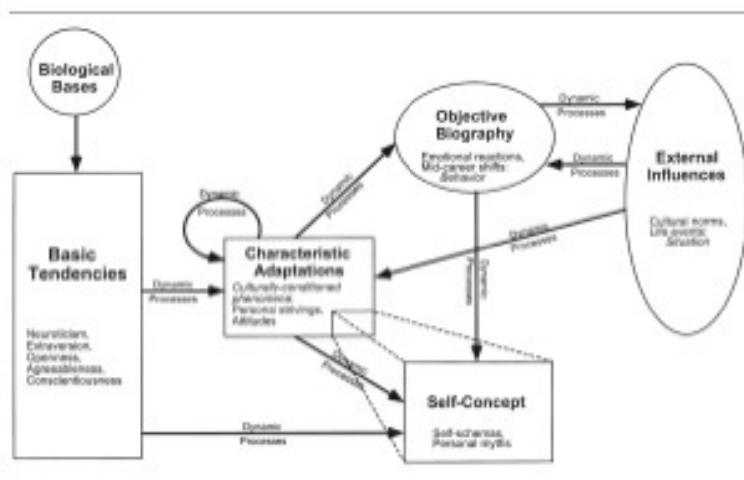 Biological
Bases
Basic
Tendencies
Neuroticism,
Extraversion,
Openness,
Agreeableness,
Conscientiousness
Dynamic
Processes
Dynamic
Processes
Characteristic
Adaptations
Culturally-conditioned
phenomena:
Personal strivings,
Attitudes
Dynamic
Processes
Objective
Biography
Emotional reactions,
Mid-career shifts:
Behavior
Dynamic
Processes
Dynamic
Processes
External
Influences
Cultural norms,
Life events:
Situation
Dynamic
Processes
Dynamic
Processes
Dynamic
Processes
Self-Concept
Self-schemas,
Personal myths
Dynamic
Processes